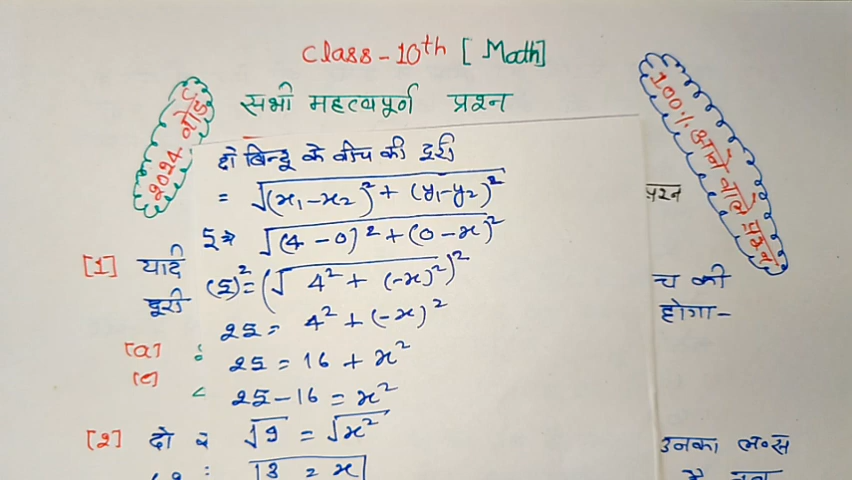 Class-10th [Math]
2024 बोर्ड
सभी महत्वपूर्ण प्रश्न
100% आने वाले प्रश्न
दो बिन्दू के बीच की दूरी
= √(x₁-x₂)² + (y₁-y₂)²
प्रश्न
5 ⇒ √(4-0)² + (0-x)²
[1] यदि
(5)² = (√4² + (-x)²)²
च की
दूरी
25 = 4² + (-x)²
होगा-
[a]
25 = 16 + x²
[c]
25-16 = x²
[2] दो
√9 = √x²
उनका ल॰स
3 = x